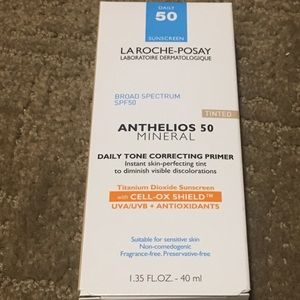 DAILY
50
SUNSCREEN
LA ROCHE-POSAY
LABORATOIRE DERMATOLOGIQUE
BROAD SPECTRUM
SPF50
TINTED
ANTHELIOS 50
MINERAL
DAILY TONE CORRECTING PRIMER
Instant skin-perfecting tint
to diminish visible discolorations
Titanium Dioxide Sunscreen
with CELL-OX SHIELD™
UVA/UVB + ANTIOXIDANTS
Suitable for sensitive skin
Non-comedogenic
Fragrance-free. Preservative-free
1.35 FL.OZ. - 40 ml